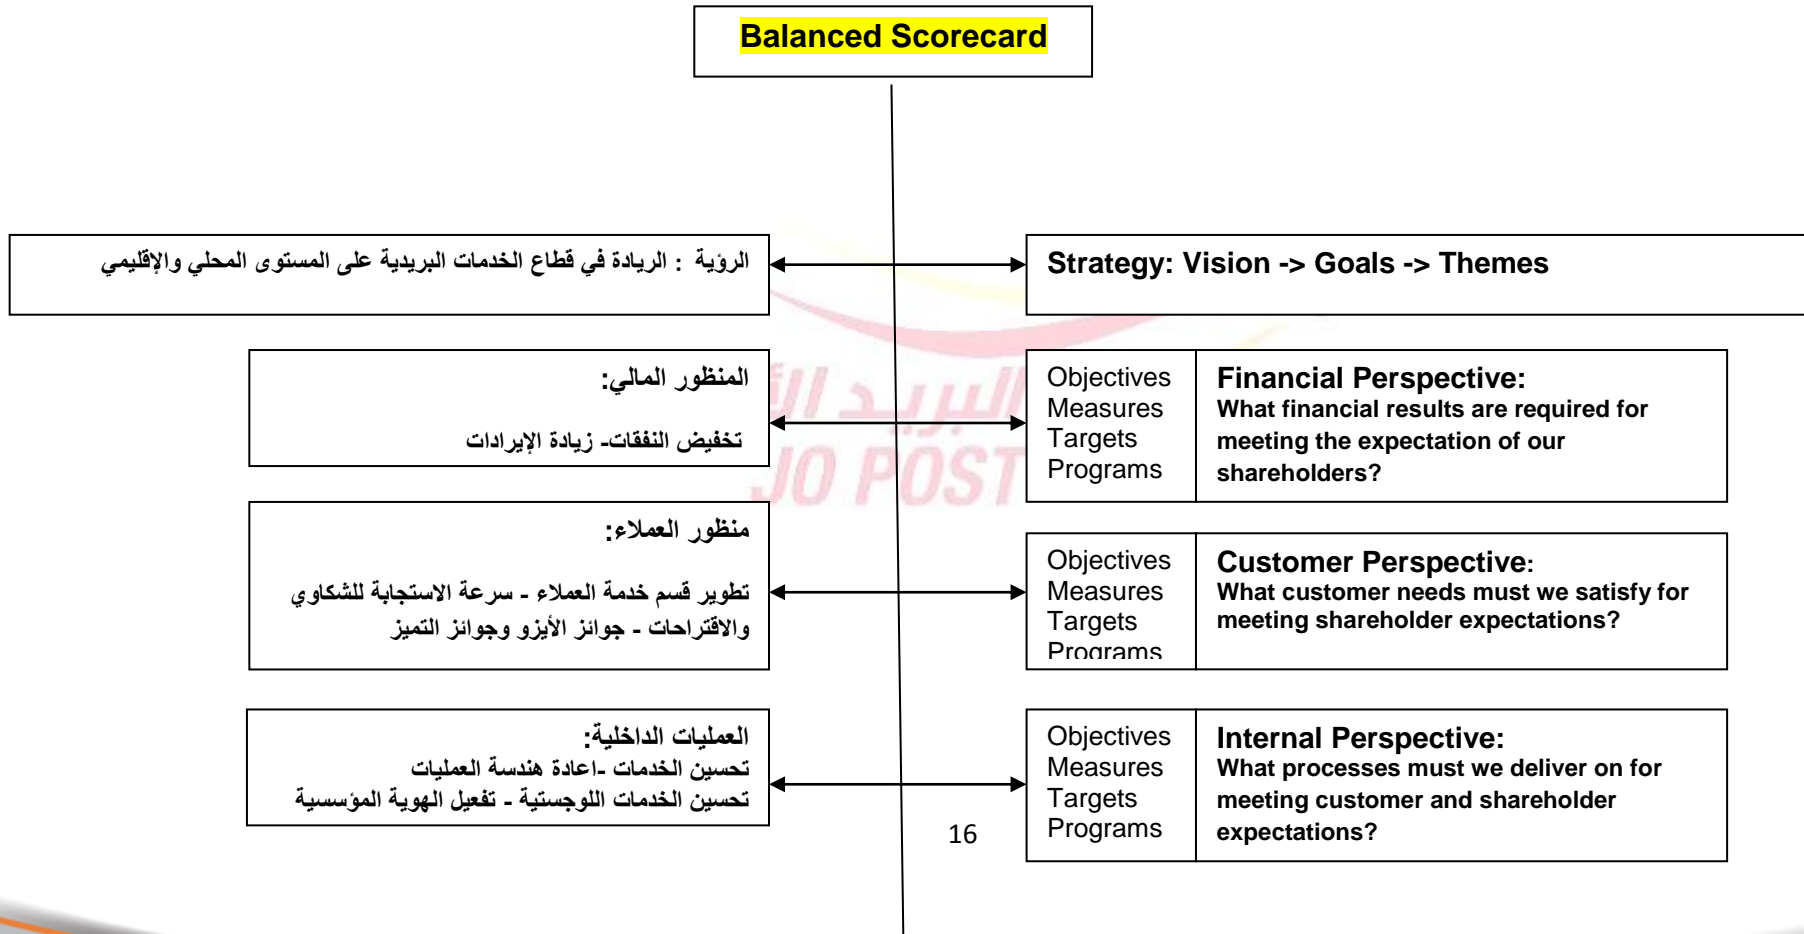 Balanced Scorecard
الرؤية : الريادة في قطاع الخدمات البريدية على المستوى المحلي والإقليمي
Strategy: Vision -> Goals -> Themes
المنظور المالي:
تخفيض النفقات- زيادة الإيرادات
Objectives
Measures
Targets
Programs
Financial Perspective:
What financial results are required for
meeting the expectation of our
shareholders?
منظور العملاء:
تطوير قسم خدمة العملاء - سرعة الاستجابة للشكاوي
والاقتراحات - جوائز الأيزو وجوائز التميز
Objectives
Measures
Targets
Programs
Customer Perspective:
What customer needs must we satisfy for
meeting shareholder expectations?
العمليات الداخلية:
تحسين الخدمات -اعادة هندسة العمليات
تحسين الخدمات اللوجستية - تفعيل الهوية المؤسسية
Objectives
Measures
Targets
Programs
Internal Perspective:
What processes must we deliver on for
meeting customer and shareholder
expectations?
البريد
JO POST
16